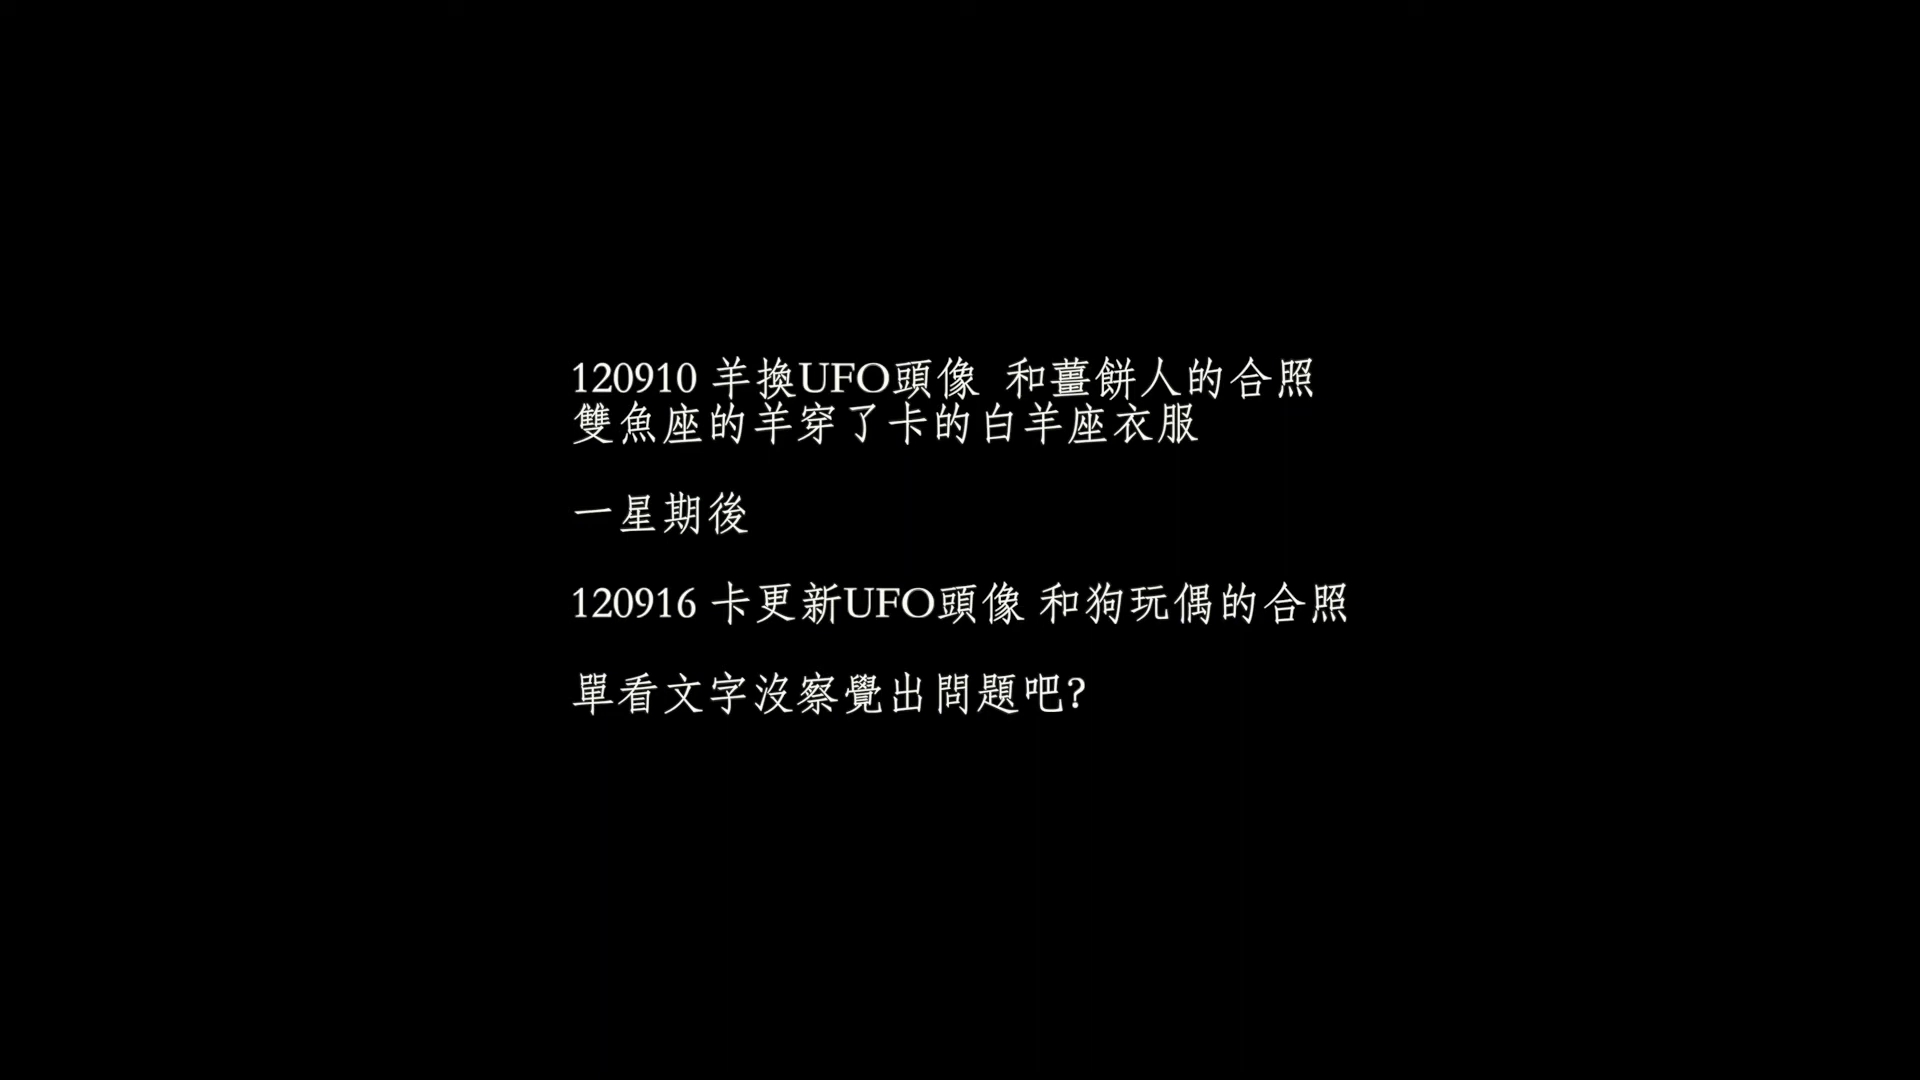 120910 羊換UFO頭像 和薑餅人的合照
雙魚座的羊穿了卡的白羊座衣服
一星期後
120916 卡更新UFO頭像 和狗玩偶的合照
單看文字沒察覺出問題吧?